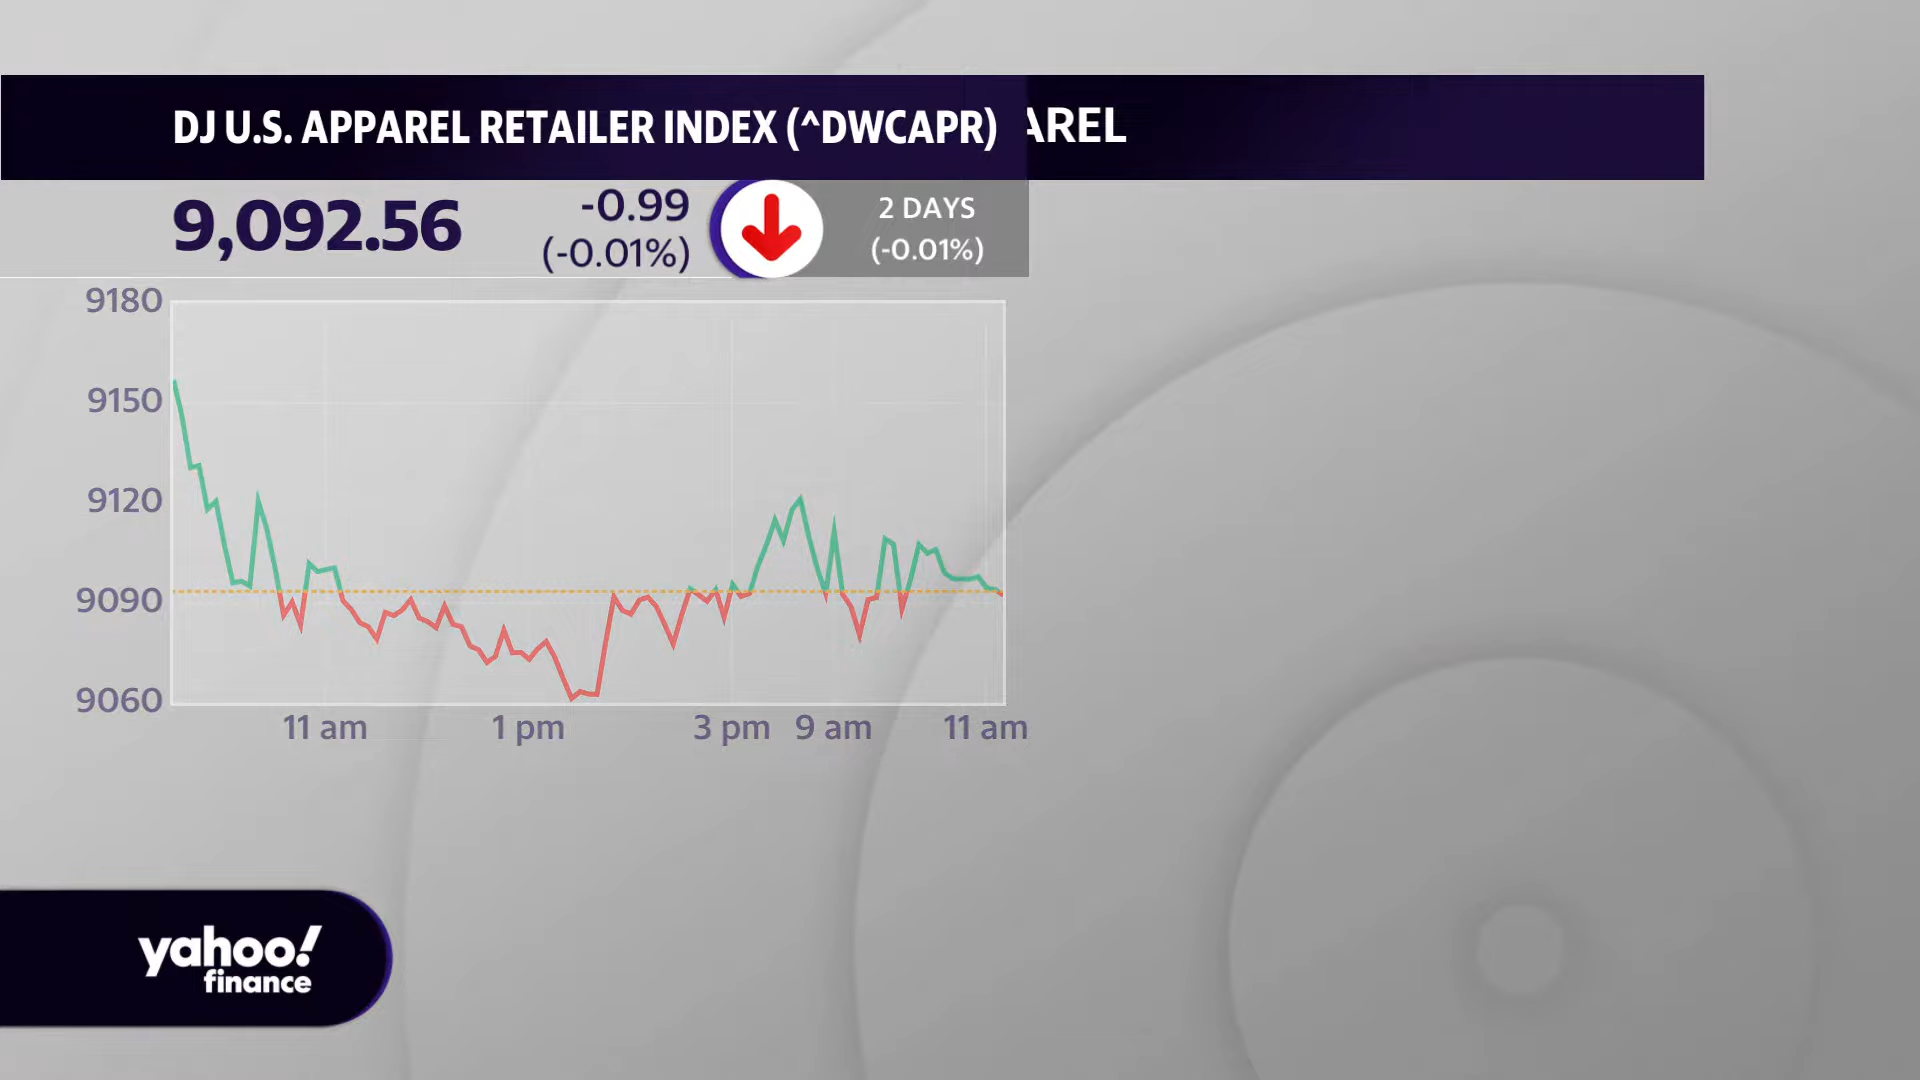 DJ U.S. APPAREL RETAILER INDEX (^DWCAPR) AREL
9,092.56
-0.99
(-0.01%)
2 DAYS
(-0.01%)
9180
9150
9120
9090
9060
11 am 1 pm 3 pm 9 am 11 am
yahoo!
finance